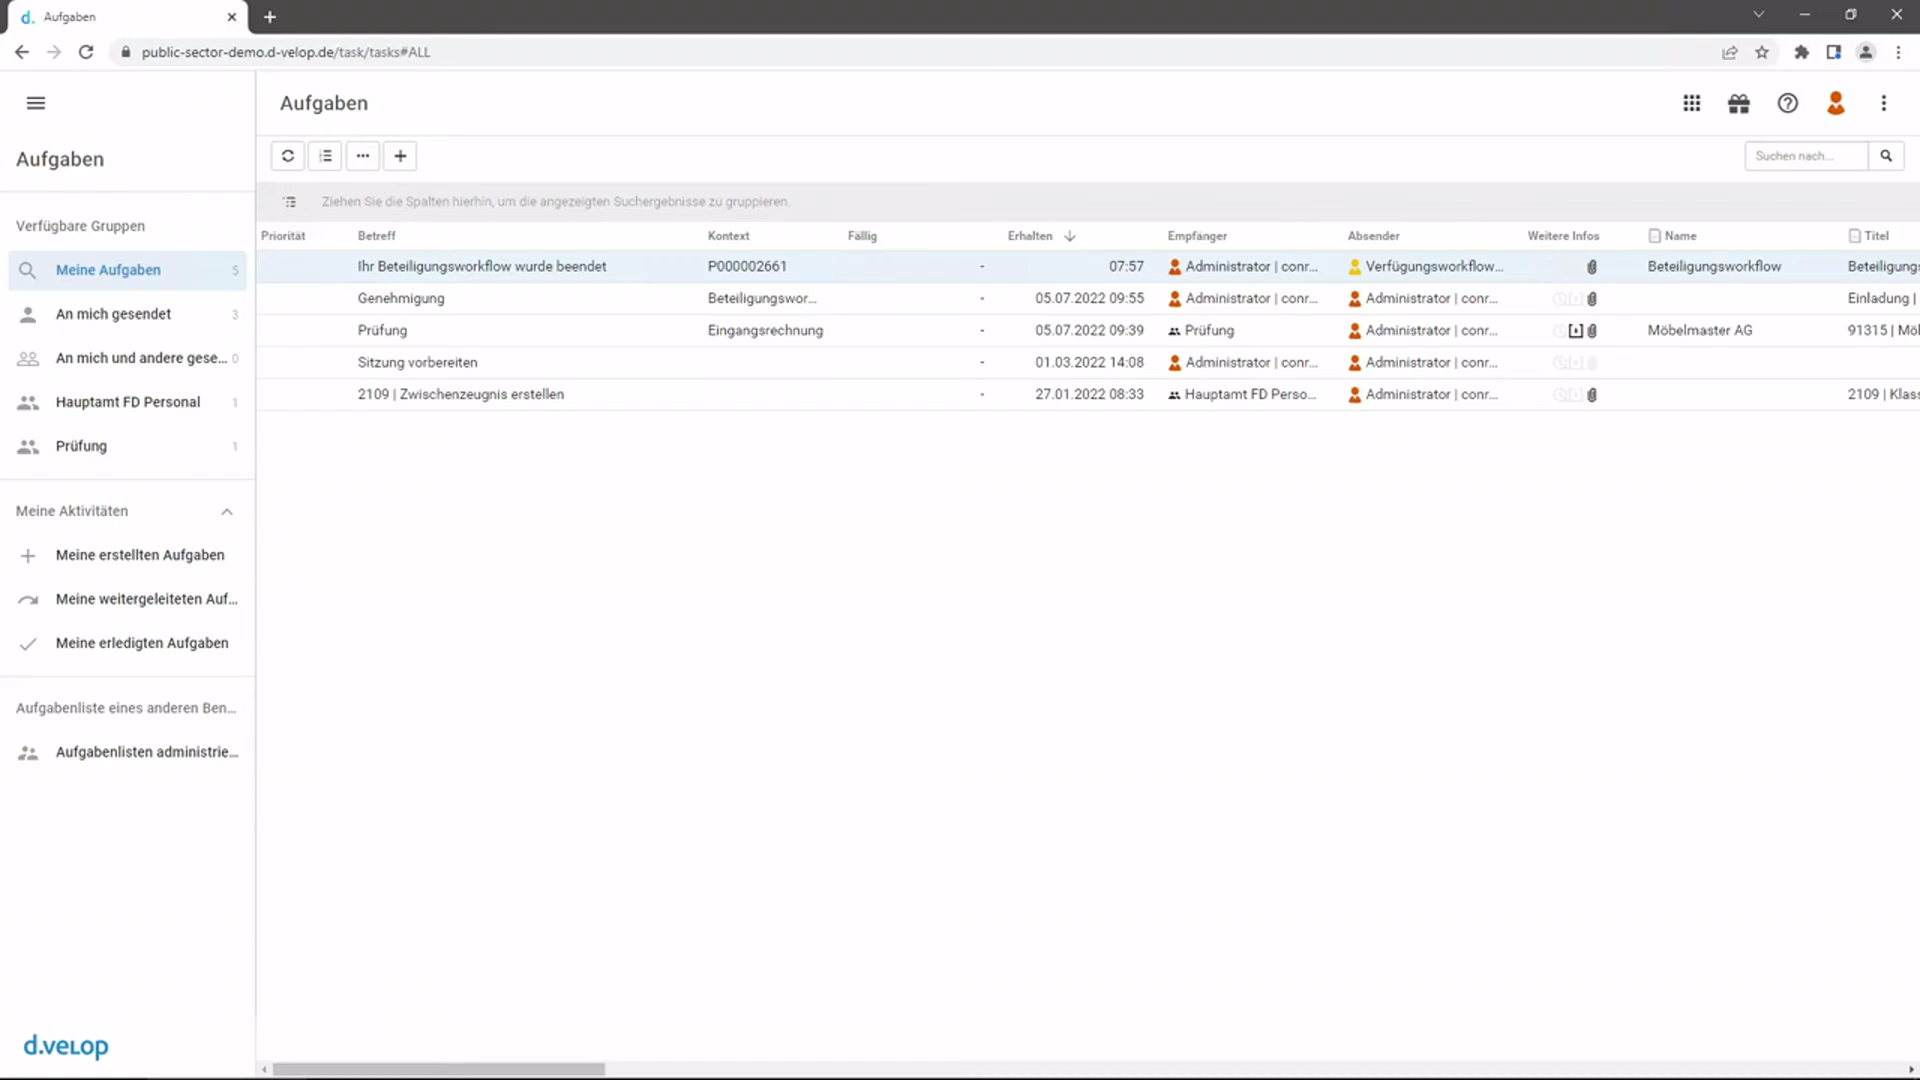 d. Aufgaben
public-sector-demo.d-velop.de/task/tasks#ALL
Aufgaben
Aufgaben
Verfügbare Gruppen
Meine Aufgaben 5
An mich gesendet 3
An mich und andere gese... 0
Hauptamt FD Personal 1
Prüfung 1
Meine Aktivitäten
Meine erstellten Aufgaben
Meine weitergeleiteten Auf...
Meine erledigten Aufgaben
Aufgabenliste eines anderen Ben...
Aufgabenlisten administrie...
d.velop
Suchen nach...
Ziehen Sie die Spalten hierhin, um die angezeigten Suchergebnisse zu gruppieren.
Priorität Betreff Kontext Fällig Erhalten Empfänger Absender Weitere Infos Name Titel
Ihr Beteiligungsworkflow wurde beendet P000002661 - 07:57 Administrator | conr... Verfügungsworkflow... Beteiligungsworkflow Beteiligungs
Genehmigung Beteiligungswor... - 05.07.2022 09:55 Administrator | conr... Administrator | conr... Einladung |
Prüfung Eingangsrechnung - 05.07.2022 09:39 Prüfung Administrator | conr... Möbelmaster AG 91315 | Möl
Sitzung vorbereiten - 01.03.2022 14:08 Administrator | conr... Administrator | conr...
2109 | Zwischenzeugnis erstellen - 27.01.2022 08:33 Hauptamt FD Perso... Administrator | conr... 2109 | Klass